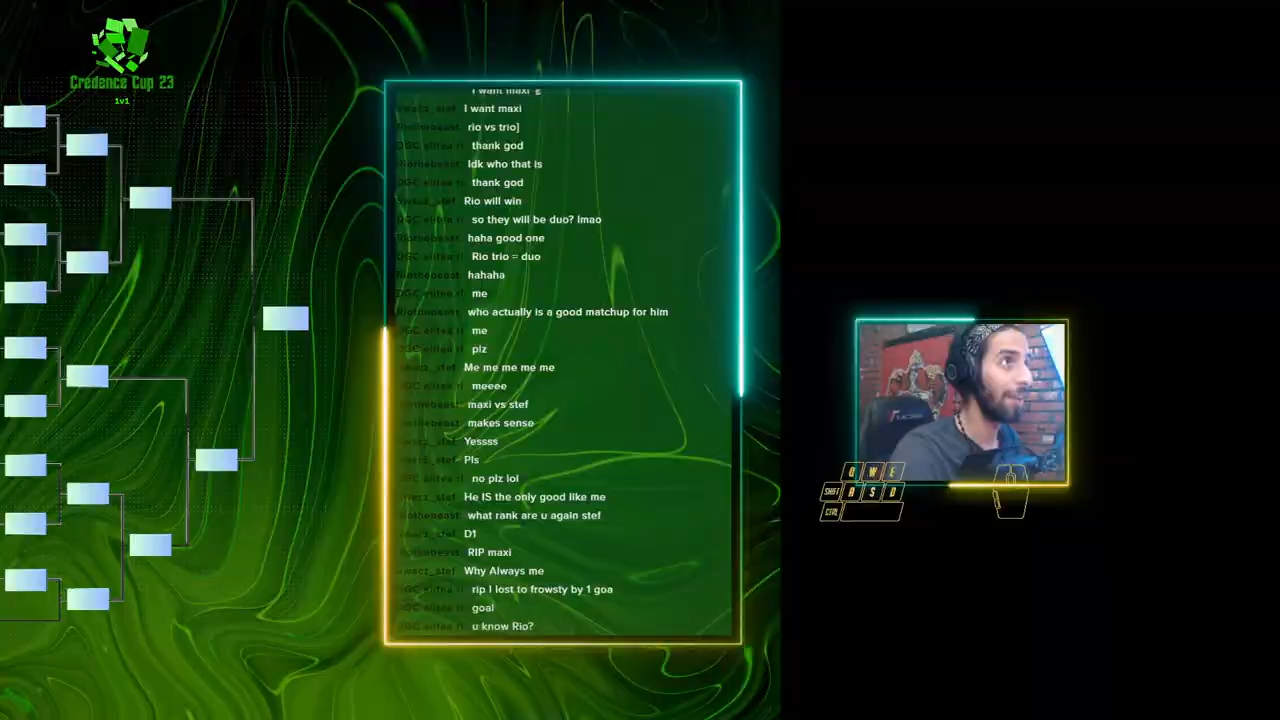 Credence Cup 23
1v1
I want maxi g
I want maxi
rio vs trio]
thank god
Idk who that is
thank god
Rio will win
so they will be duo? lmao
haha good one
Rio trio = duo
hahaha
me
who actually is a good matchup for him
me
plz
Me me me me me
meeee
maxi vs stef
makes senso
Yessss
Pls
no plz lol
He IS the only good like me
what rank are u again stef
D1
RIP maxi
Why Always me
rip I lost to frowsty by 1 goa
goal
u know Rio?
Q W E
SHIFT A S D
CTRL